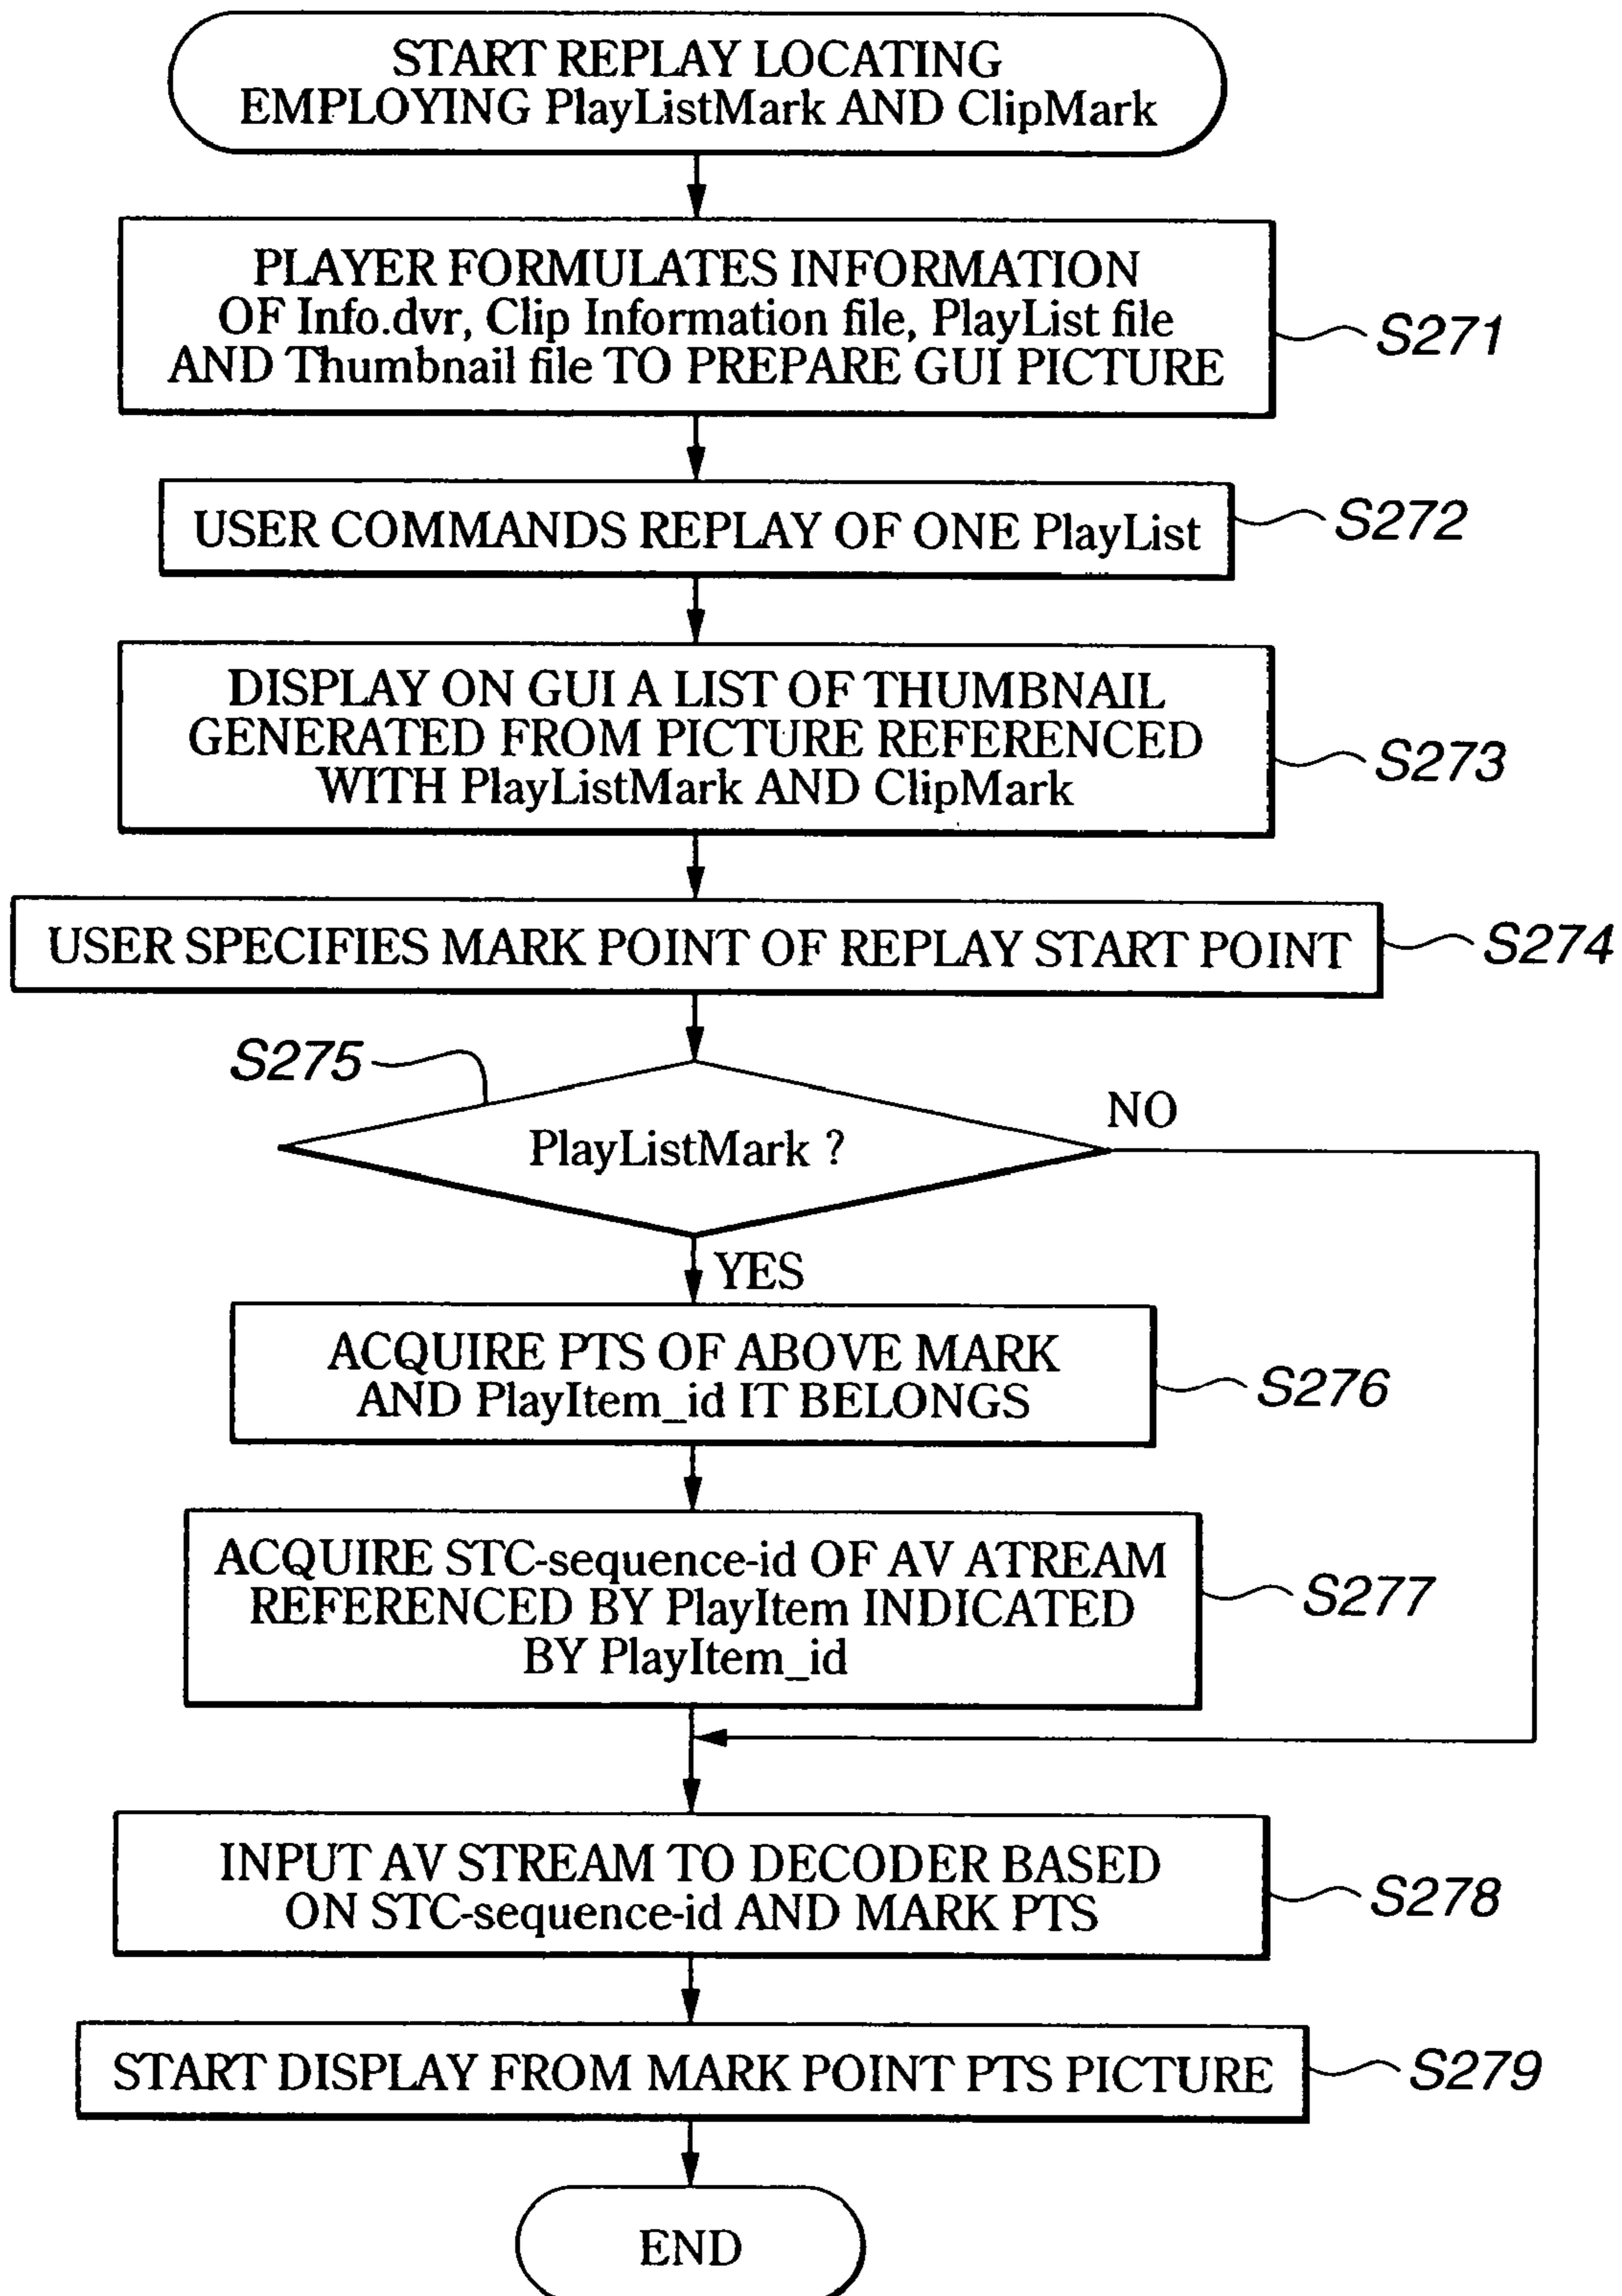 START REPLAY LOCATING
EMPLOYING PlayListMark AND ClipMark
PLAYER FORMULATES INFORMATION
OF Info.dvr, Clip Information file, PlayList file
AND Thumbnail file TO PREPARE GUI PICTURE
S271
USER COMMANDS REPLAY OF ONE PlayList
S272
DISPLAY ON GUI A LIST OF THUMBNAIL
GENERATED FROM PICTURE REFERENCED
WITH PlayListMark AND ClipMark
S273
USER SPECIFIES MARK POINT OF REPLAY START POINT
S274
S275
PlayListMark ?
NO
YES
ACQUIRE PTS OF ABOVE MARK
AND PlayItem_id IT BELONGS
S276
ACQUIRE STC-sequence-id OF AV ATREAM
REFERENCED BY PlayItem INDICATED
BY PlayItem_id
S277
INPUT AV STREAM TO DECODER BASED
ON STC-sequence-id AND MARK PTS
S278
START DISPLAY FROM MARK POINT PTS PICTURE
S279
END